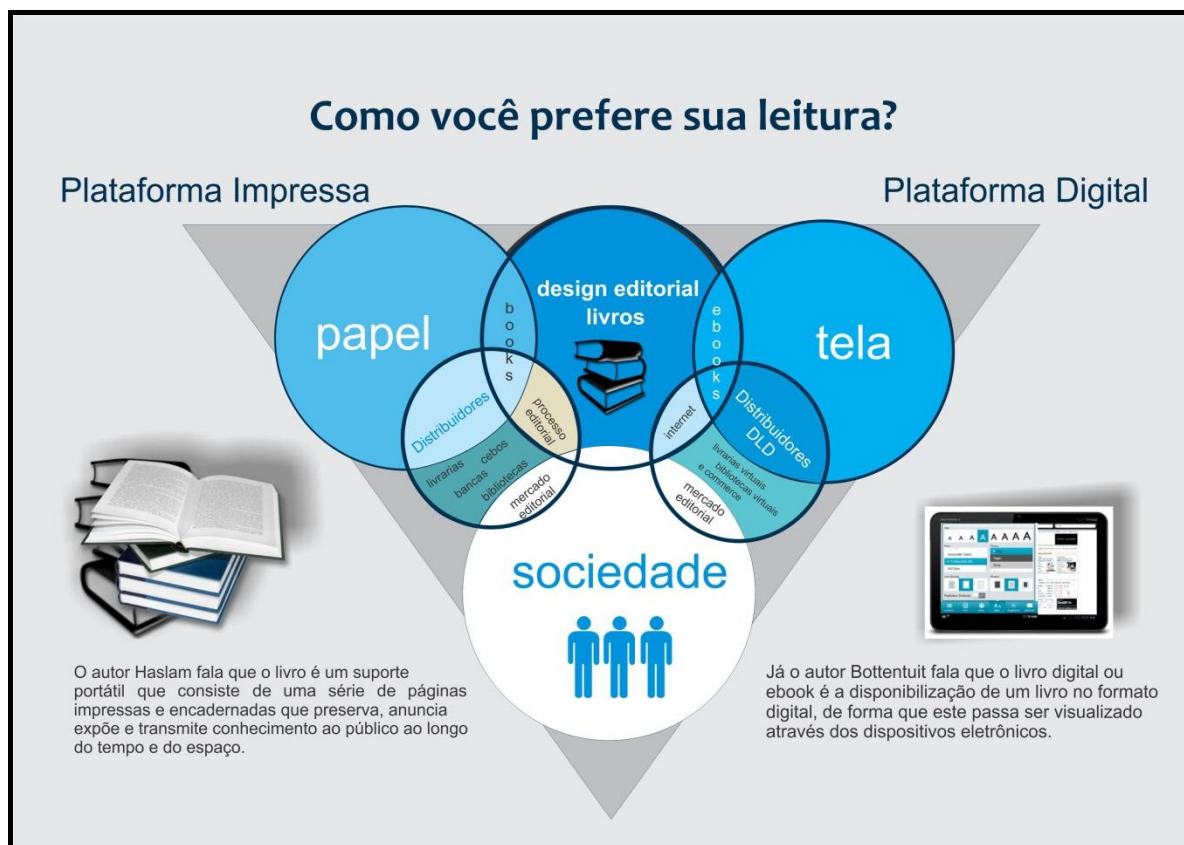 Como você prefere sua leitura?
Plataforma Impressa
Plataforma Digital
papel
books
design editorial
livros
ebooks
tela
Distribuidores
processo
editorial
livrarias cebos
bancas
bibliotecas
mercado
editorial
internet
Distribuidores
DLD
livrarias virtuais
bibliotecas virtuais
e commerce
mercado
editorial
sociedade
O autor Haslam fala que o livro é um suporte
portátil que consiste de uma série de páginas
impressas e encadernadas que preserva, anuncia
expõe e transmite conhecimento ao público ao longo
do tempo e do espaço.
Já o autor Bottentuit fala que o livro digital ou
ebook é a disponibilização de um livro no formato
digital, de forma que este passa ser visualizado
através dos dispositivos eletrônicos.